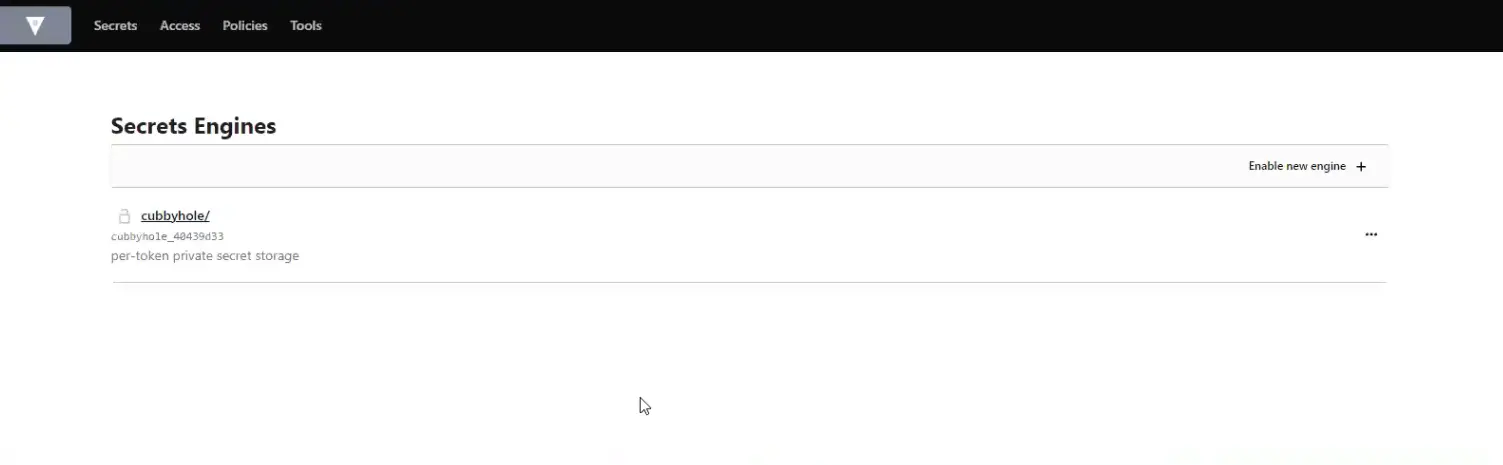 Secrets Access Policies Tools
Secrets Engines
Enable new engine +
cubbyhole/
cubbyhole_40439d33
per-token private secret storage